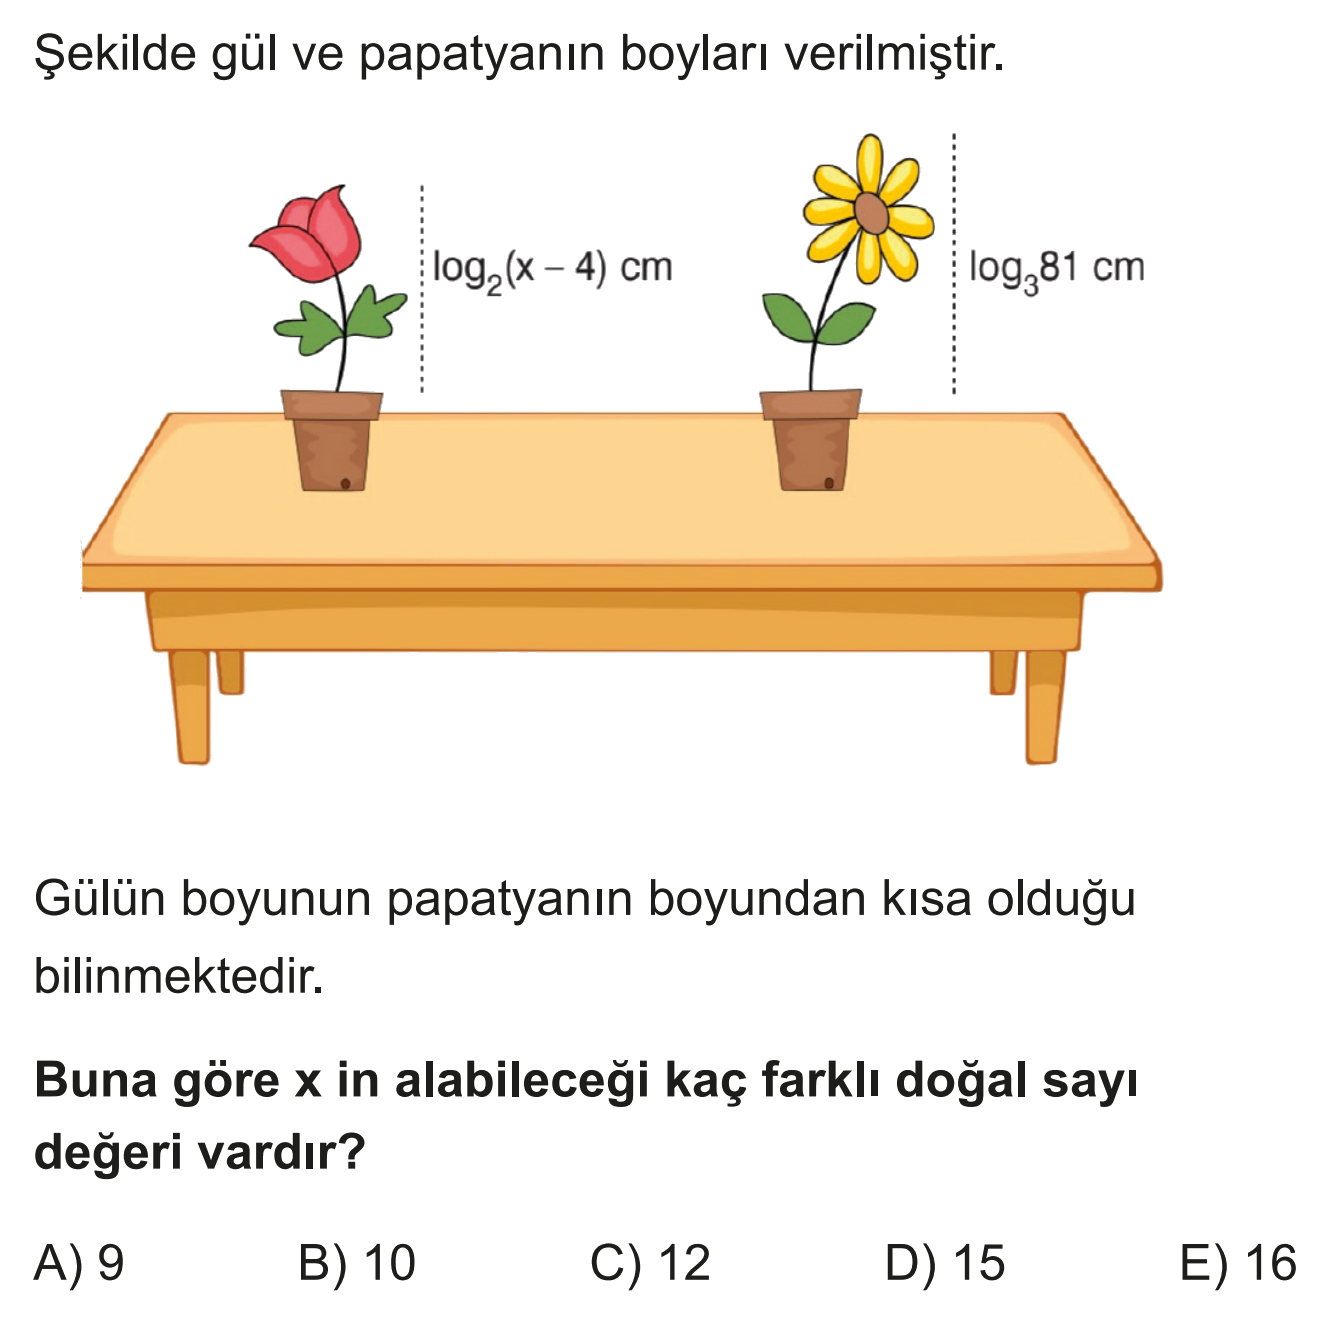 Şekilde gül ve papatyanın boyları verilmiştir.
log₂(x – 4) cm
log₃81 cm
Gülün boyunun papatyanın boyundan kısa olduğu
bilinmektedir.
Buna göre x in alabileceği kaç farklı doğal sayı
değeri vardır?
A) 9 B) 10 C) 12 D) 15 E) 16